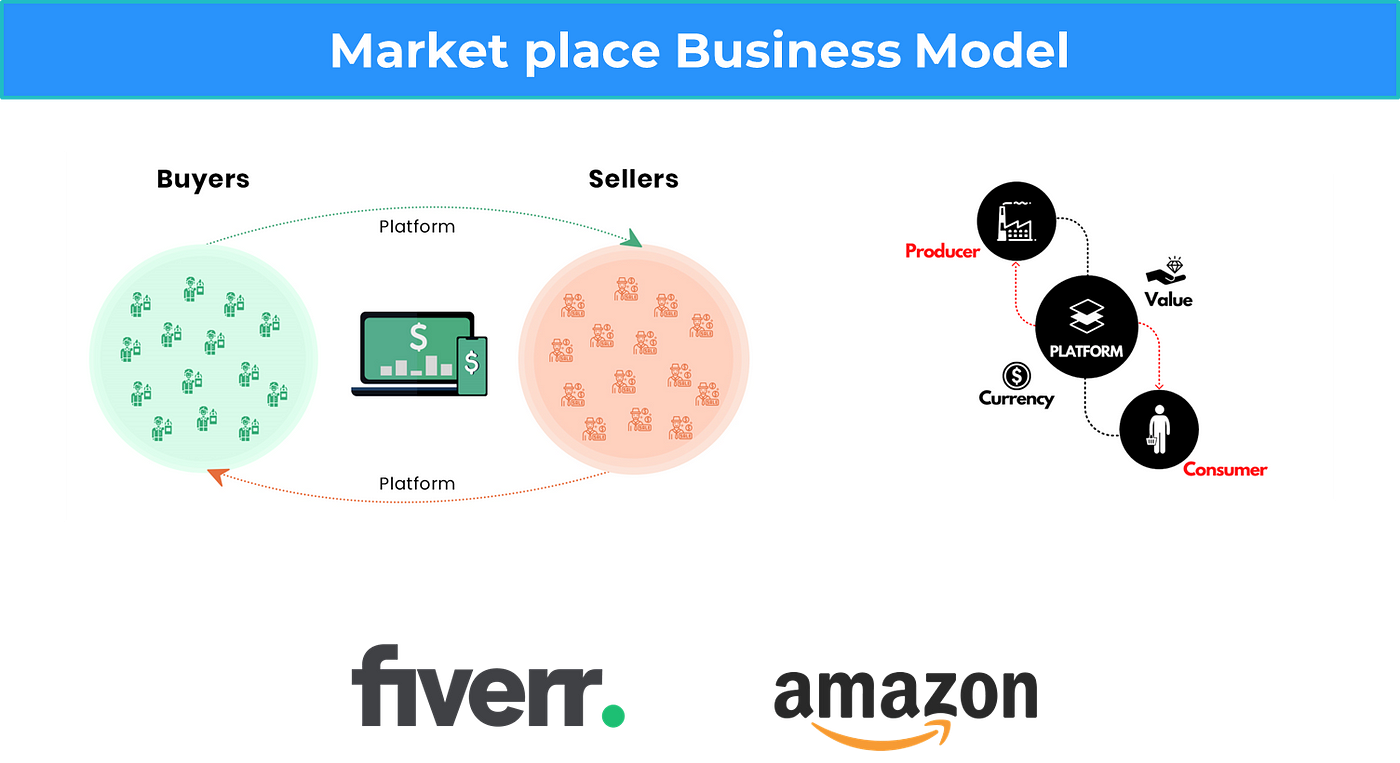 Market place Business Model
Buyers
Sellers
Platform
$
$
Platform
Producer
Value
PLATFORM
$
Currency
Consumer
fiverr.
amazon